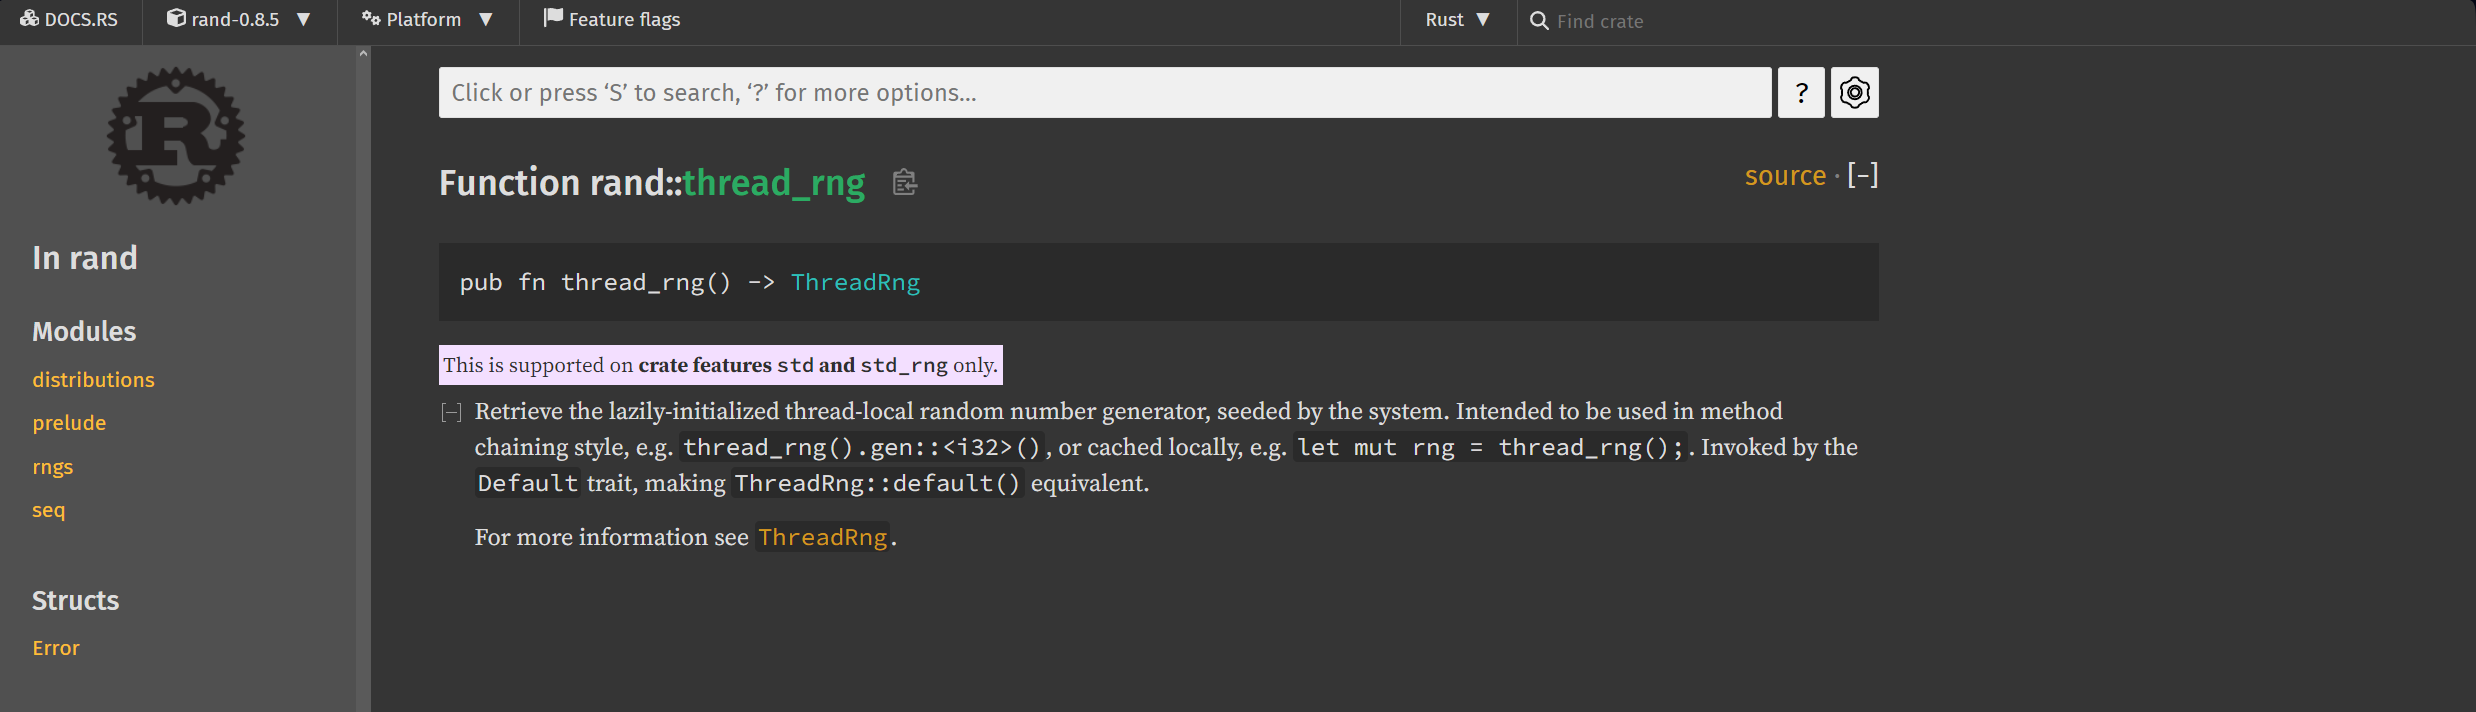 DOCS.RS rand-0.8.5 ▼ Platform ▼ Feature flags Rust ▼ Find crate
Click or press ‘S’ to search, ‘?’ for more options…
?
R
In rand
Modules
distributions
prelude
rngs
seq
Structs
Error
Function rand::thread_rng
source · [−]
pub fn thread_rng() -> ThreadRng
This is supported on crate features std and std_rng only.
[−] Retrieve the lazily-initialized thread-local random number generator, seeded by the system. Intended to be used in method
chaining style, e.g. thread_rng().gen::<i32>(), or cached locally, e.g. let mut rng = thread_rng();. Invoked by the
Default trait, making ThreadRng::default() equivalent.
For more information see ThreadRng.